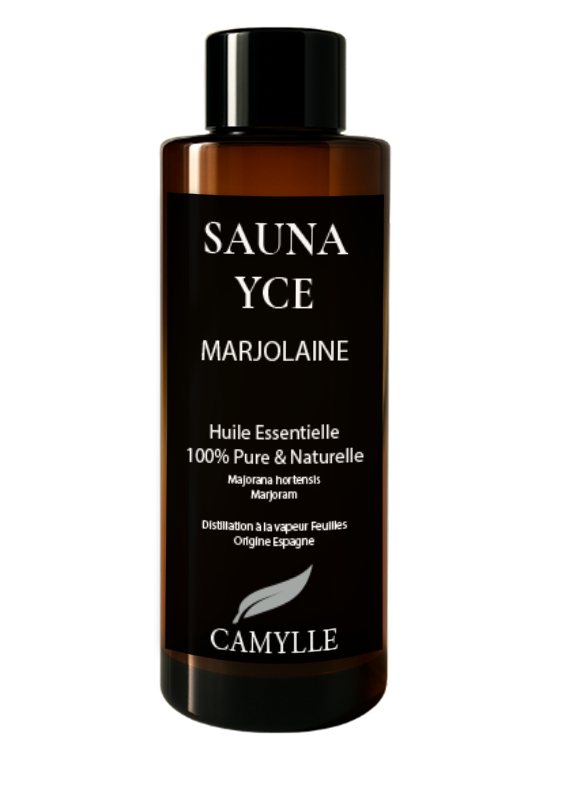 SAUNA
YCE
MARJOLAINE
Huile Essentielle
100% Pure & Naturelle
Majorana hortensis
Marjoram
Distillation à la vapeur Feuilles
Origine Espagne
CAMYLLE